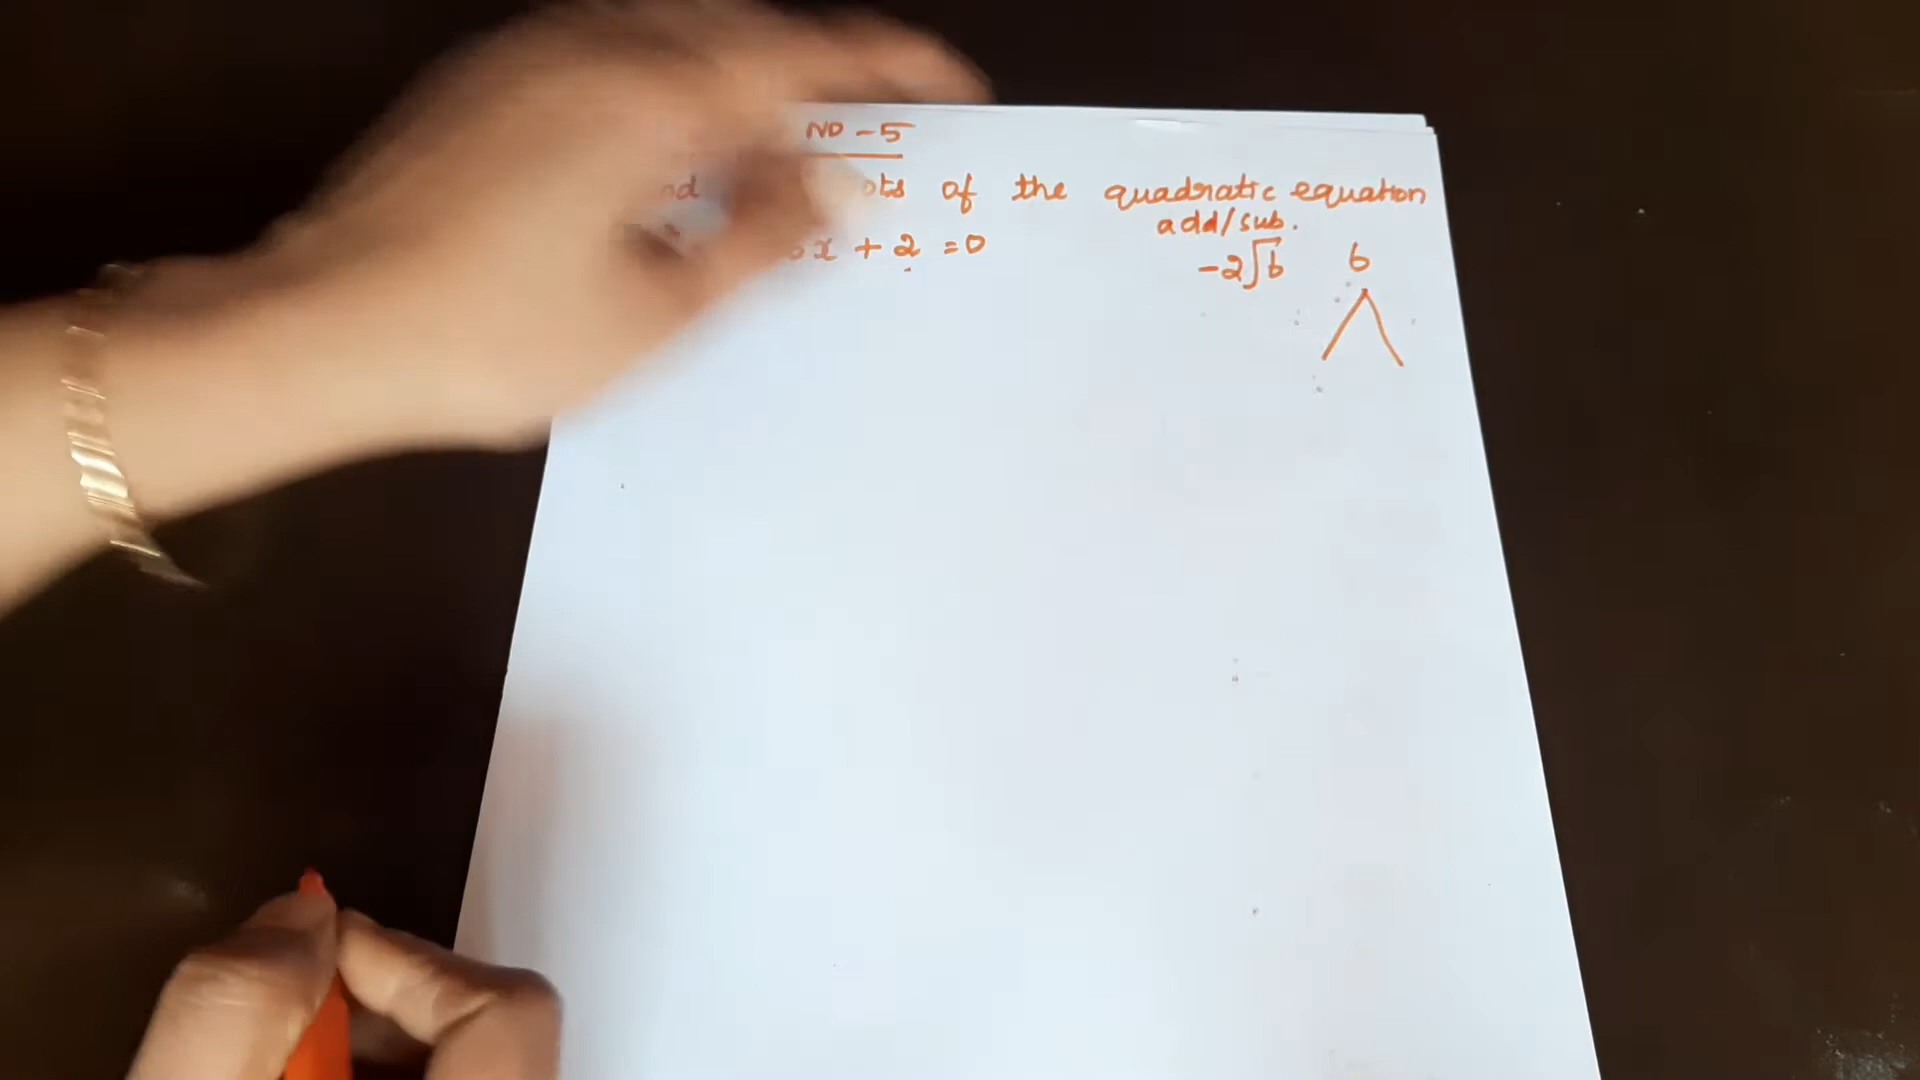 NO - 5
of the quadratic equation
add/sub.
x + 2 = 0
-2√6 6